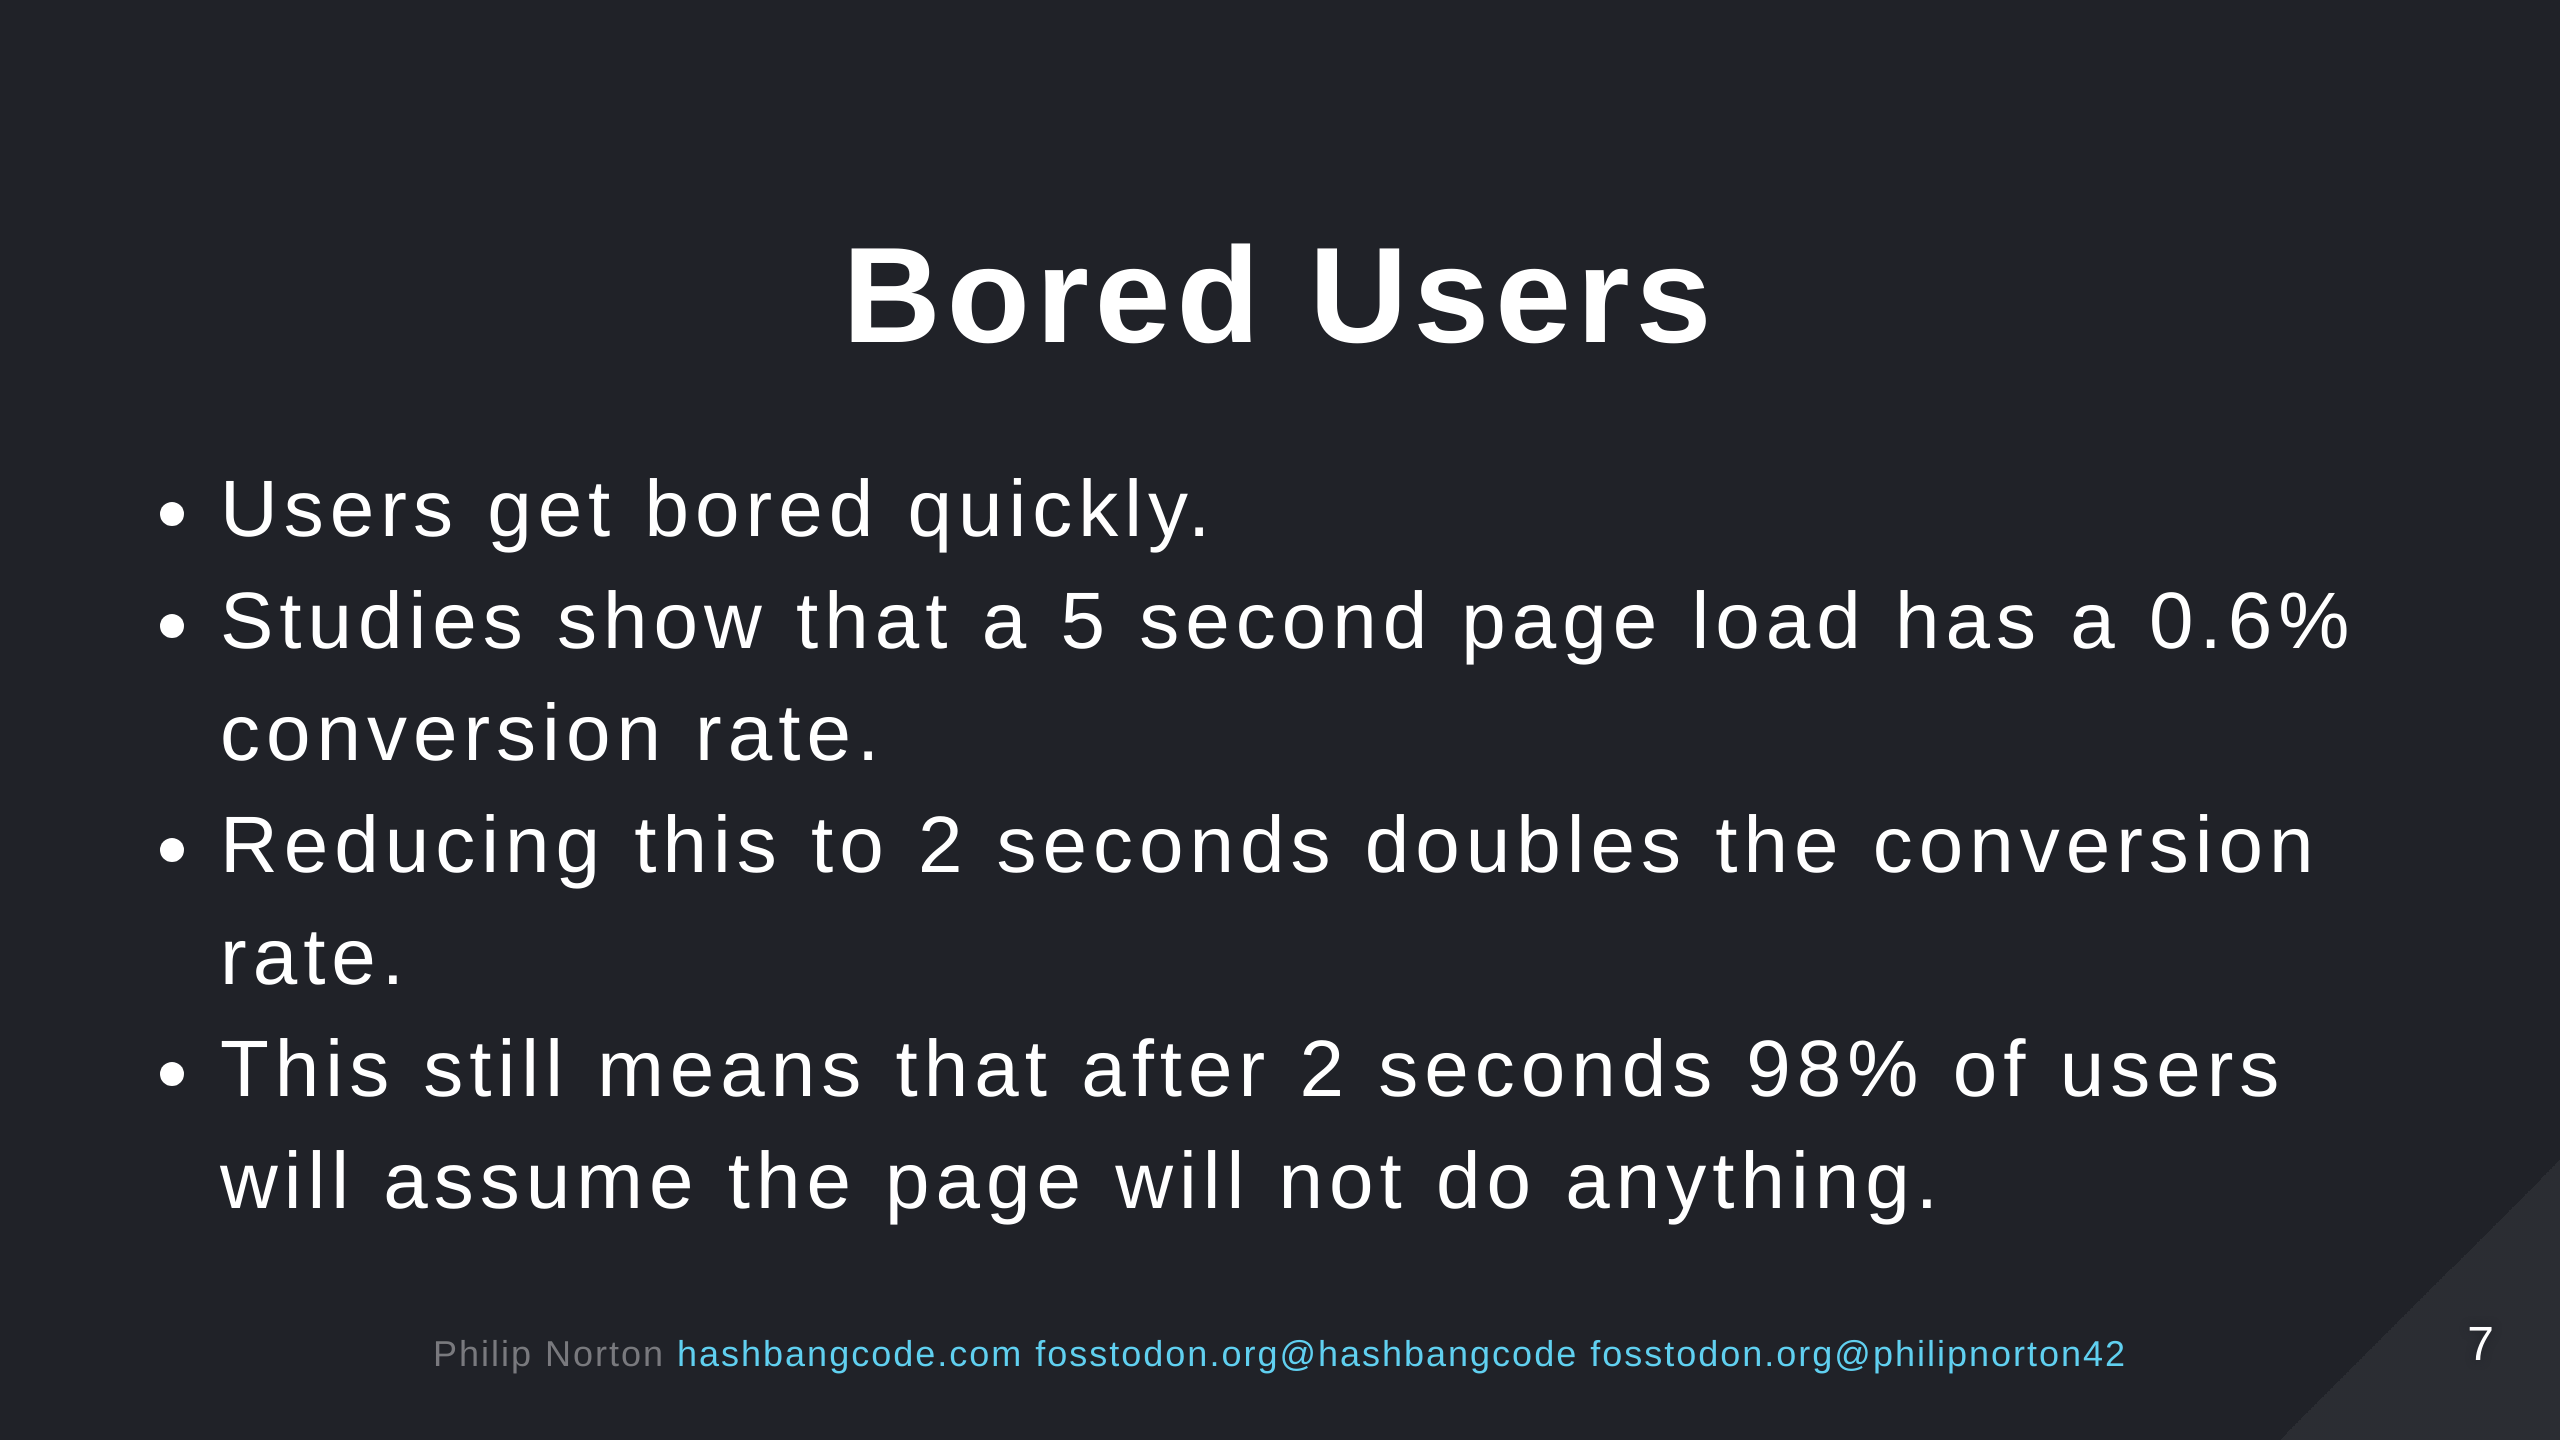 Bored Users
• Users get bored quickly.
• Studies show that a 5 second page load has a 0.6%
conversion rate.
• Reducing this to 2 seconds doubles the conversion
rate.
• This still means that after 2 seconds 98% of users
will assume the page will not do anything.
Philip Norton hashbangcode.com fosstodon.org@hashbangcode fosstodon.org@philipnorton42
7